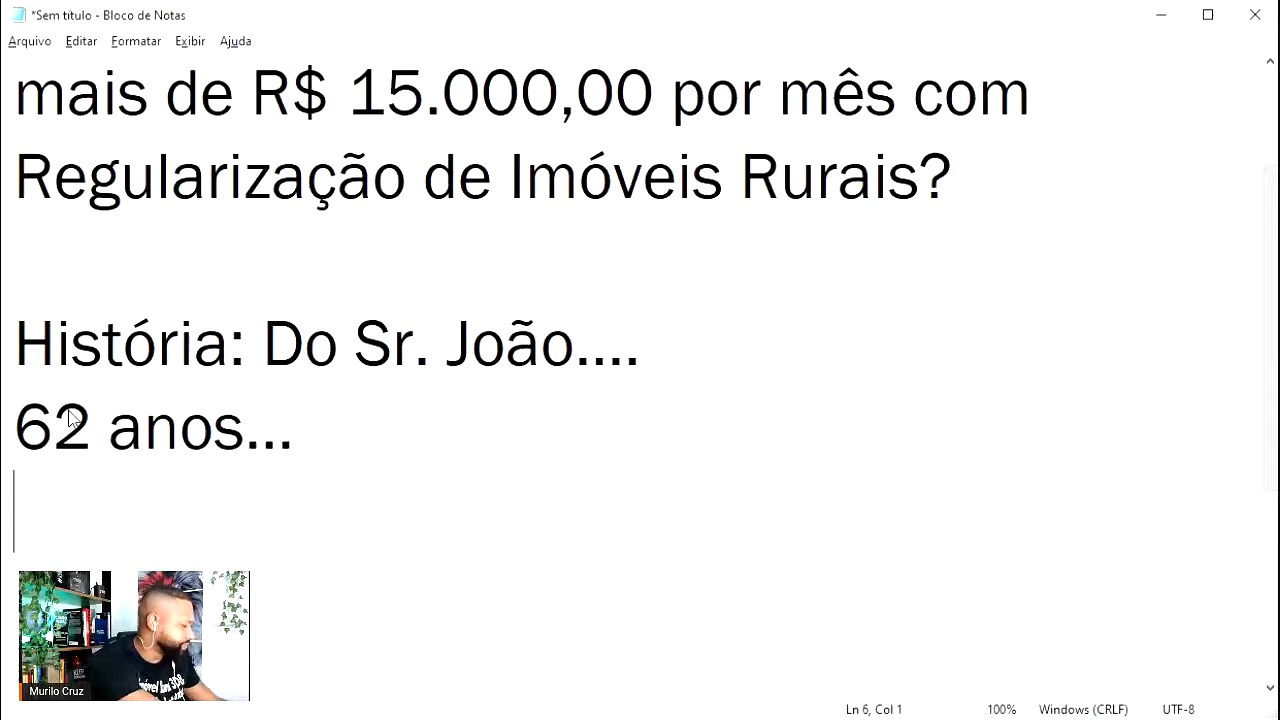 *Sem título - Bloco de Notas
Arquivo Editar Formatar Exibir Ajuda
mais de R$ 15.000,00 por mês com
Regularização de Imóveis Rurais?
História: Do Sr. João....
62 anos...
Murilo Cruz
Ln 6, Col 1 100% Windows (CRLF) UTF-8